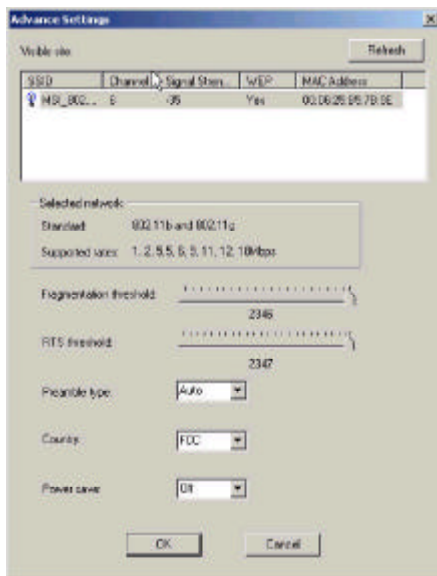 Advance Settings
Visible site:
Refresh
SSID Channel Signal Stren... WEP MAC Address
MSI_802... 6 -35 Yes
Selected network
Standard: 802.11b and 802.11g
Supported rates: 1, 2, 5.5, 6, 9, 11, 12, 18Mbps
Fragmentation threshold:
2346
RTS threshold:
2347
Preamble type: Auto
Country: FCC
Power save: Off
OK Cancel